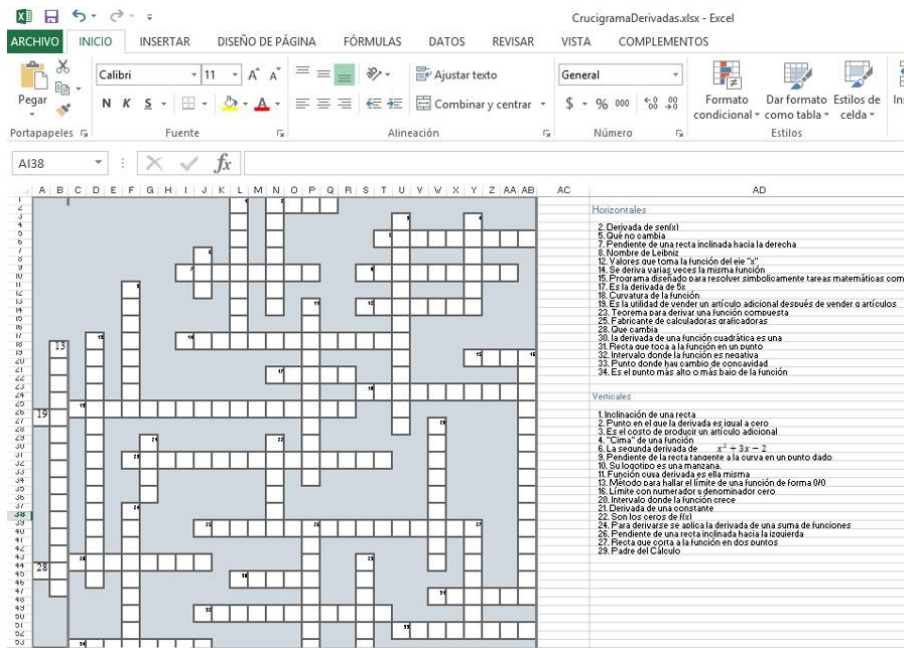 CrucigramaDerivadas.xlsx - Excel
ARCHIVO INICIO INSERTAR DISEÑO DE PÁGINA FÓRMULAS DATOS REVISAR VISTA COMPLEMENTOS
Pegar
Calibri 11
Ajustar texto
General
N K S
Combinar y centrar
$ % 000
Formato condicional
Dar formato como tabla
Estilos de celda
Portapapeles Fuente Alineación Número Estilos
AI38
fx
A B C D E F G H I J K L M N O P Q R S T U V W X Y Z AA AB AC AD
Horizontales
2. Derivada de sen(x)
5. Qué no cambia
7. Pendiente de una recta inclinada hacia la derecha
8. Nombre de Leibniz
12. Valores que toma la función del eje "x"
14. Se deriva varias veces la misma función
15. Programa diseñado para resolver simbolicamente tareas matemáticas com
17. Es la derivada de 5x
18. Curvatura de la función
19. Es la utilidad de vender un artículo adicional después de vender q artículos
23. Teorema para derivar una función compuesta
25. Fabricante de calculadoras graficadoras
28. Que cambia
30. la derivada de una función cuadrática es una
31. Recta que toca a la función en un punto
32. Intervalo donde la función es negativa
33. Punto donde hay cambio de concavidad
34. Es el punto más alto o más bajo de la función
Verticales
1. Inclinación de una recta
2. Punto en el que la derivada es igual a cero
3. Es el costo de producir un artículo adicional
4. "Cima" de una función
6. La segunda derivada de x² + 3x − 2
9. Pendiente de la recta tangente a la curva en un punto dado
10. Su logotipo es una manzana.
11. Función cuya derivada es ella misma
13. Método para hallar el límite de una función de forma 0/0
16. Límite con numerador y denominador cero
20. Intervalo donde la función crece
21. Derivada de una constante
22. Son los ceros de f(x)
24. Para derivarse se aplica la derivada de una suma de funciones
26. Pendiente de una recta inclinada hacia la izquierda
27. Recta que corta a la función en dos puntos
29. Padre del Cálculo
13
19
28